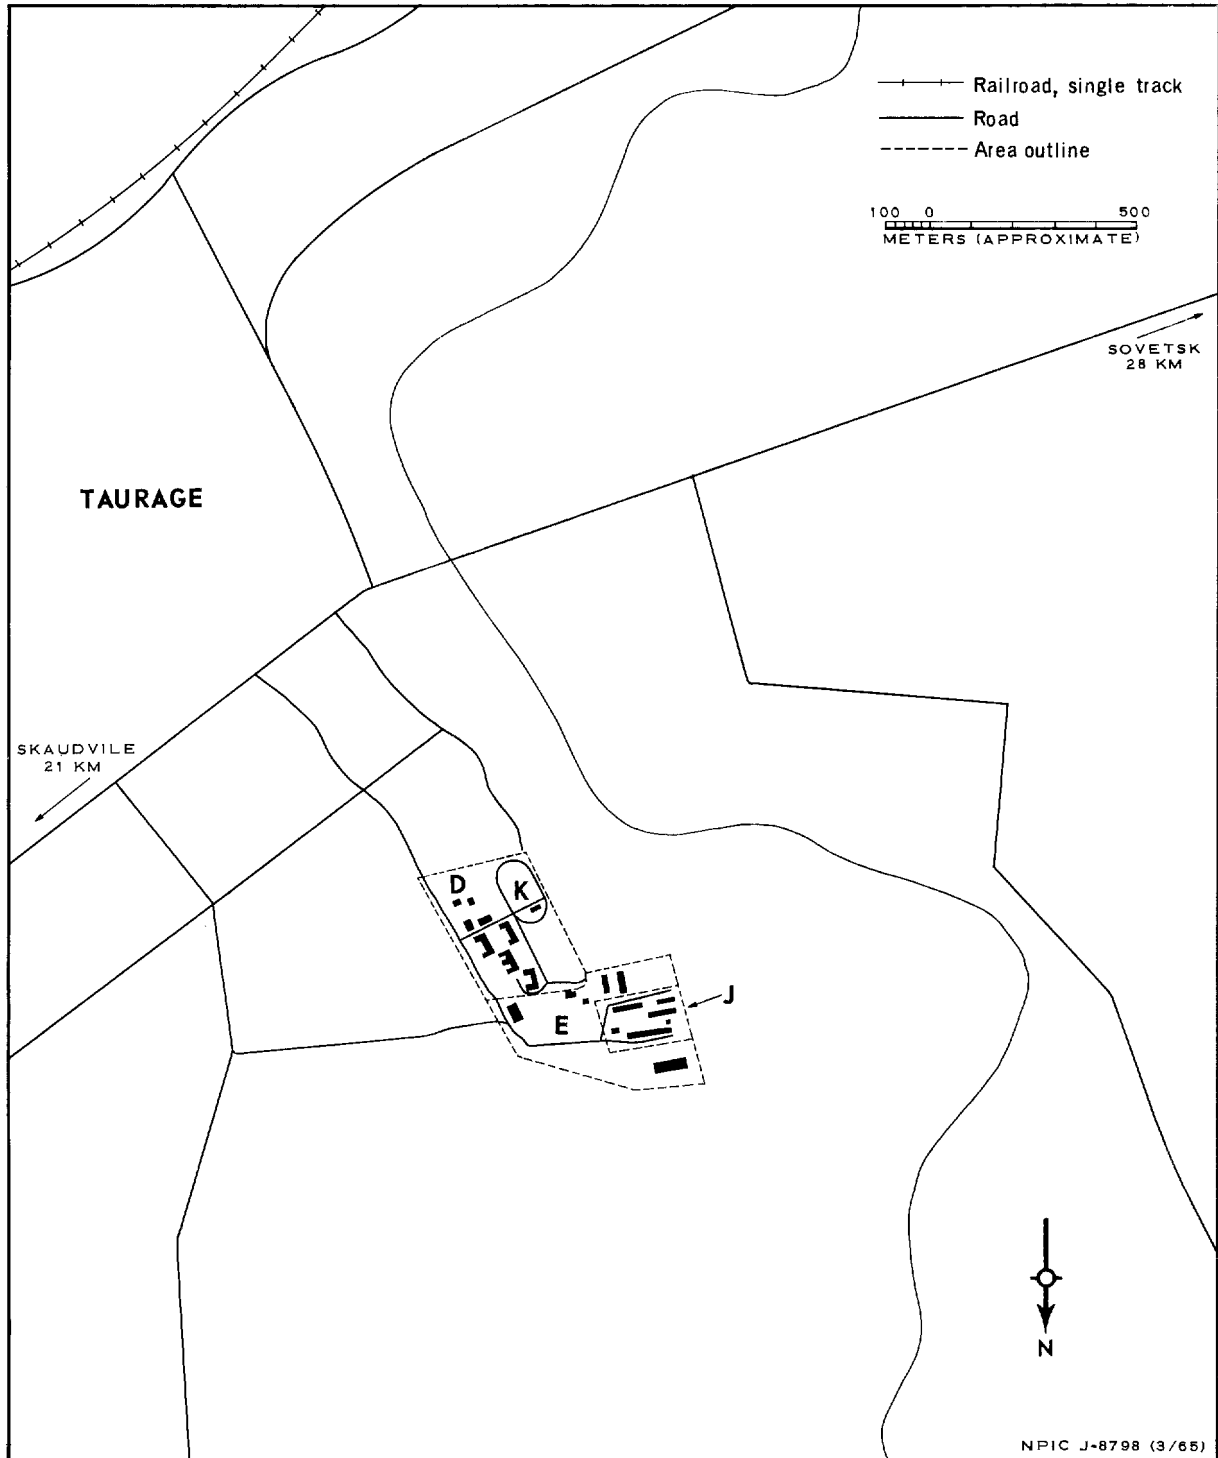 Railroad, single track
Road
Area outline
100 0 500
METERS (APPROXIMATE)
SOVETSK
28 KM
TAURAGE
SKAUDVILE
21 KM
D
K
J
E
N
NPIC J-8798 (3/65)